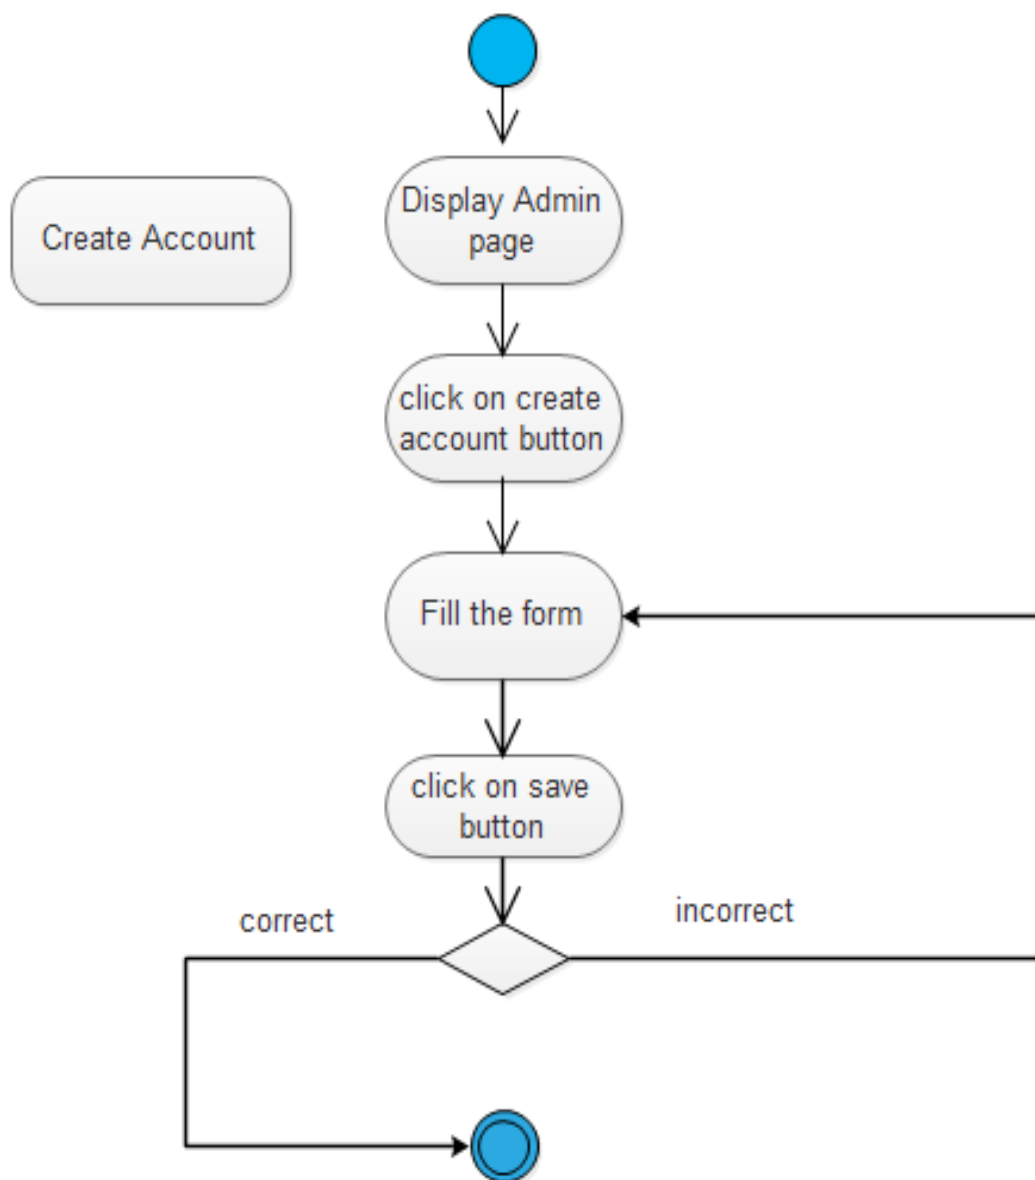 Create Account
Display Admin
page
click on create
account button
Fill the form
click on save
button
correct
incorrect